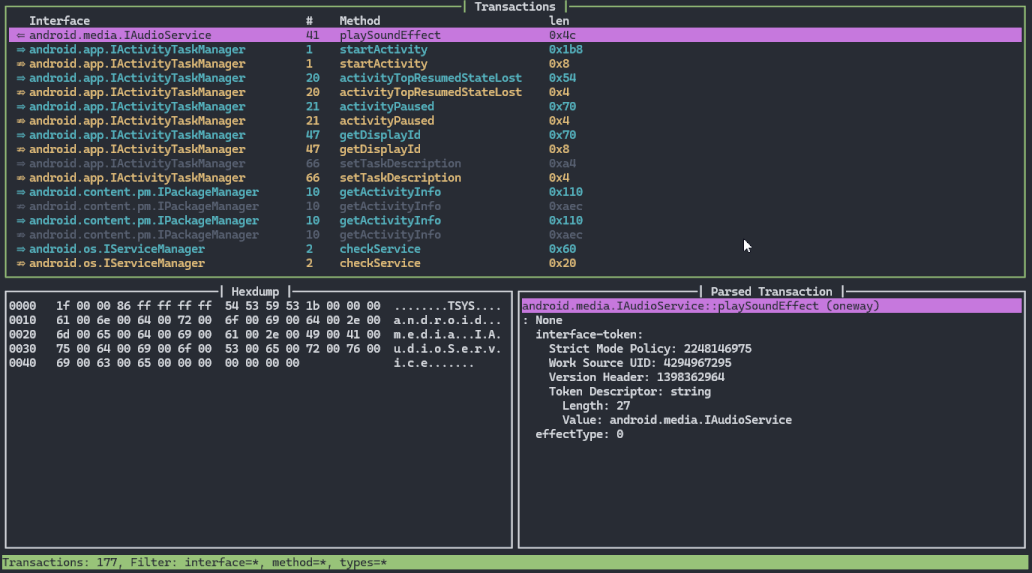 Transactions
Interface # Method len
⇐ android.media.IAudioService 41 playSoundEffect 0x4c
⇒ android.app.IActivityTaskManager 1 startActivity 0x1b8
⇏ android.app.IActivityTaskManager 1 startActivity 0x8
⇒ android.app.IActivityTaskManager 20 activityTopResumedStateLost 0x54
⇏ android.app.IActivityTaskManager 20 activityTopResumedStateLost 0x4
⇒ android.app.IActivityTaskManager 21 activityPaused 0x70
⇏ android.app.IActivityTaskManager 21 activityPaused 0x4
⇒ android.app.IActivityTaskManager 47 getDisplayId 0x70
⇏ android.app.IActivityTaskManager 47 getDisplayId 0x8
⇒ android.app.IActivityTaskManager 66 setTaskDescription 0xa4
⇏ android.app.IActivityTaskManager 66 setTaskDescription 0x4
⇒ android.content.pm.IPackageManager 10 getActivityInfo 0x110
⇏ android.content.pm.IPackageManager 10 getActivityInfo 0xaec
⇒ android.content.pm.IPackageManager 10 getActivityInfo 0x110
⇏ android.content.pm.IPackageManager 10 getActivityInfo 0xaec
⇒ android.os.IServiceManager 2 checkService 0x60
⇏ android.os.IServiceManager 2 checkService 0x20
Hexdump
0000 1f 00 00 86 ff ff ff ff 54 53 59 53 1b 00 00 00 ........TSYS....
0010 61 00 6e 00 64 00 72 00 6f 00 69 00 64 00 2e 00 a.n.d.r.o.i.d...
0020 6d 00 65 00 64 00 69 00 61 00 2e 00 49 00 41 00 m.e.d.i.a...I.A.
0030 75 00 64 00 69 00 6f 00 53 00 65 00 72 00 76 00 u.d.i.o.S.e.r.v.
0040 69 00 63 00 65 00 00 00 00 00 00 00 i.c.e.......
Parsed Transaction
android.media.IAudioService::playSoundEffect (oneway)
: None
interface-token:
Strict Mode Policy: 2248146975
Work Source UID: 4294967295
Version Header: 1398362964
Token Descriptor: string
Length: 27
Value: android.media.IAudioService
effectType: 0
Transactions: 177, Filter: interface=*, method=*, types=*